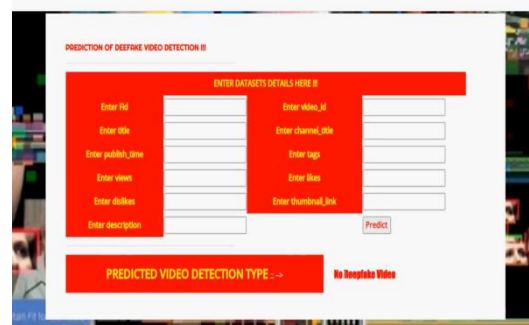 PREDICTION OF DEEFAKE VIDEO DETECTION !!!
ENTER DATASETS DETAILS HERE !!!
Enter Fid Enter video_id
Enter title Enter channel_title
Enter publish_time Enter tags
Enter views Enter likes
Enter dislikes Enter thumbnail_link
Enter description Predict
PREDICTED VIDEO DETECTION TYPE :: -> No Deepfake Video